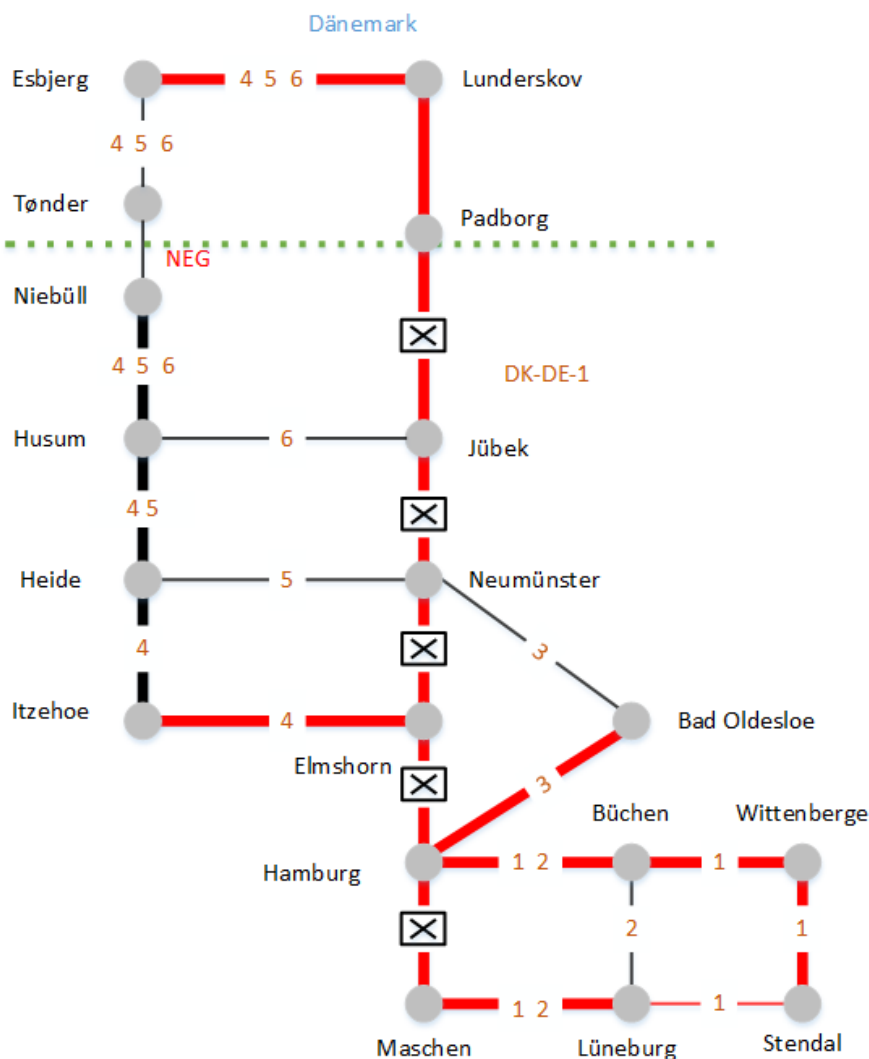 Dänemark
Esbjerg
4 5 6
Lunderskov
4 5 6
Tønder
Padborg
NEG
Niebüll
4 5 6
DK-DE-1
Husum
6
Jübek
4 5
Heide
5
Neumünster
4
3
Itzehoe
4
Bad Oldesloe
Elmshorn
3
Büchen
Wittenberge
Hamburg
1 2
1
2
1
1 2
1
Maschen
Lüneburg
Stendal